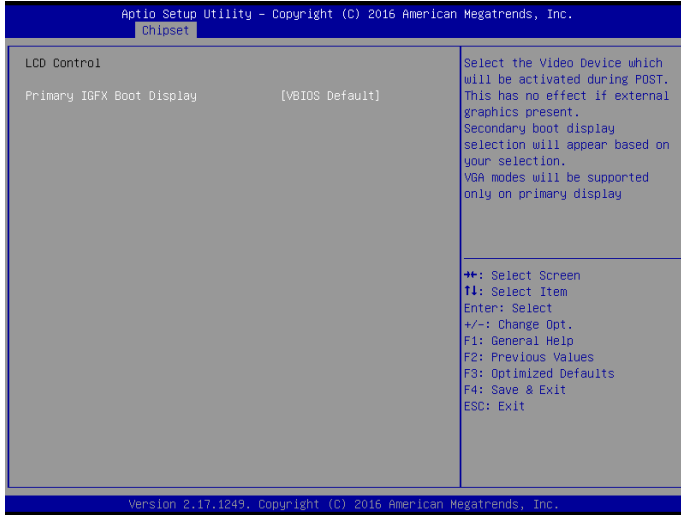 Aptio Setup Utility – Copyright (C) 2016 American Megatrends, Inc.
Chipset
LCD Control
Primary IGFX Boot Display [VBIOS Default]
Select the Video Device which
will be activated during POST.
This has no effect if external
graphics present.
Secondary boot display
selection will appear based on
your selection.
VGA modes will be supported
only on primary display
→←: Select Screen
↑↓: Select Item
Enter: Select
+/-: Change Opt.
F1: General Help
F2: Previous Values
F3: Optimized Defaults
F4: Save & Exit
ESC: Exit
Version 2.17.1249. Copyright (C) 2016 American Megatrends, Inc.